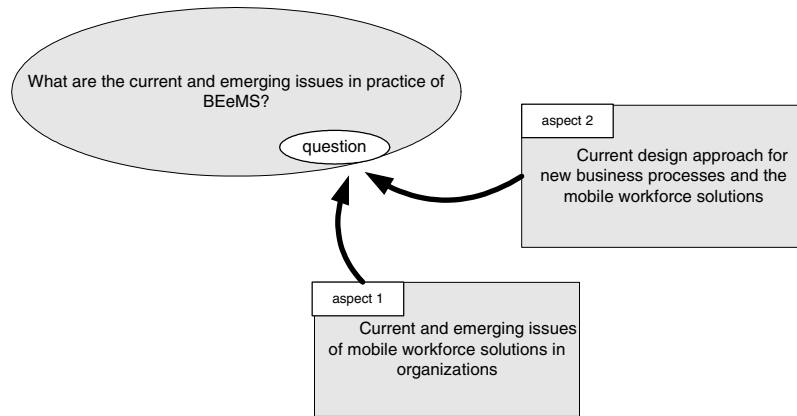 What are the current and emerging issues in practice of
BEeMS?
question
aspect 2
Current design approach for
new business processes and the
mobile workforce solutions
aspect 1
Current and emerging issues
of mobile workforce solutions in
organizations